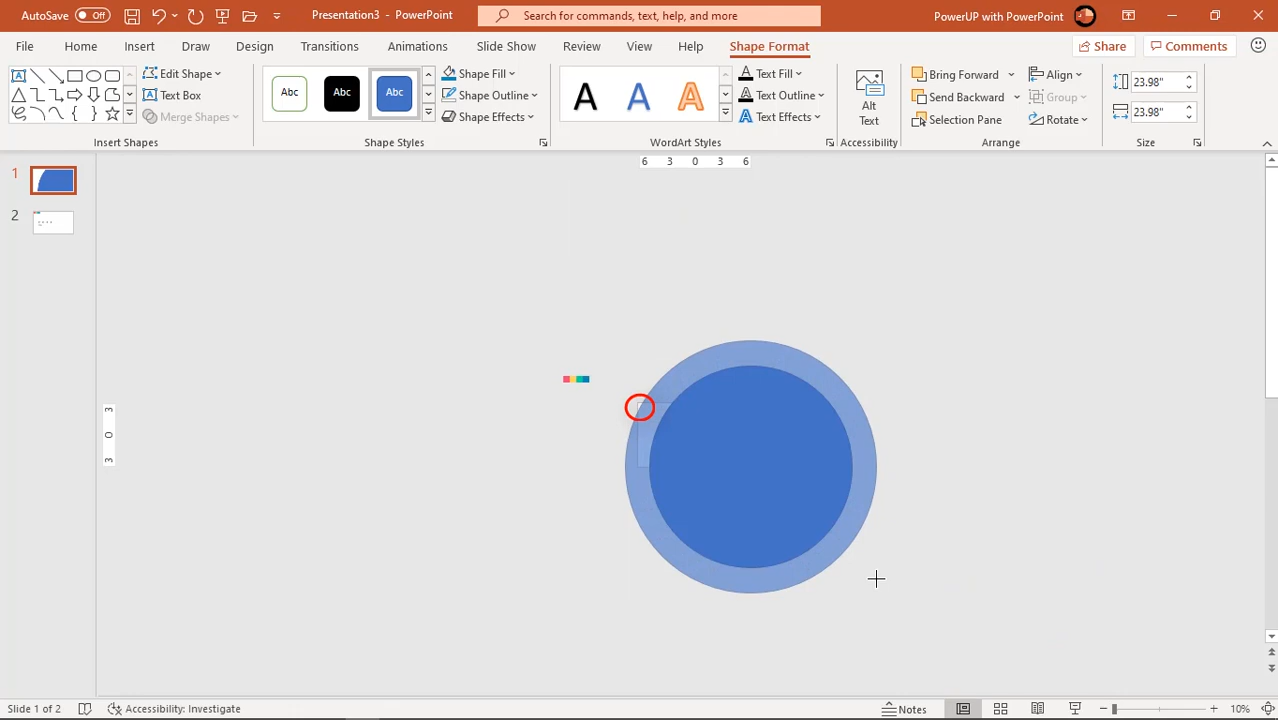 AutoSave Off Presentation3 - PowerPoint Search for commands, text, help, and more PowerUP with PowerPoint
File Home Insert Draw Design Transitions Animations Slide Show Review View Help Shape Format Share Comments
Edit Shape Abc Abc Abc Shape Fill A A A Text Fill Bring Forward Align 23.98"
Text Box Shape Outline Text Outline Alt Text Send Backward Group 23.98"
Merge Shapes Shape Effects Text Effects Selection Pane Rotate
Insert Shapes Shape Styles WordArt Styles Accessibility Arrange Size
6 3 0 3 6
1
2
3
0
3
Slide 1 of 2 Accessibility: Investigate Notes 10%